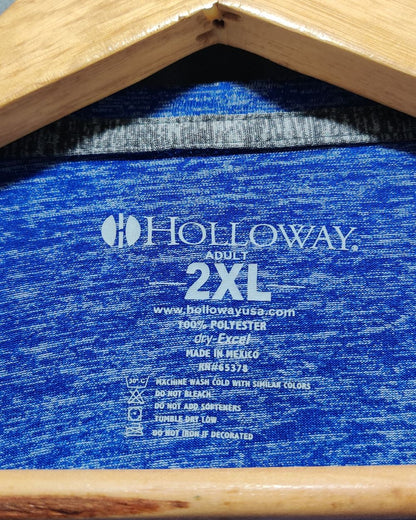 HOLLOWAY®
ADULT
2XL
www.hollowayusa.com
100% POLYESTER
dry-Excel
MADE IN MEXICO
RN#65378
30° MACHINE WASH COLD WITH SIMILAR COLORS
DO NOT BLEACH
DO NOT ADD SOFTENERS
TUMBLE DRY LOW
DO NOT IRON IF DECORATED